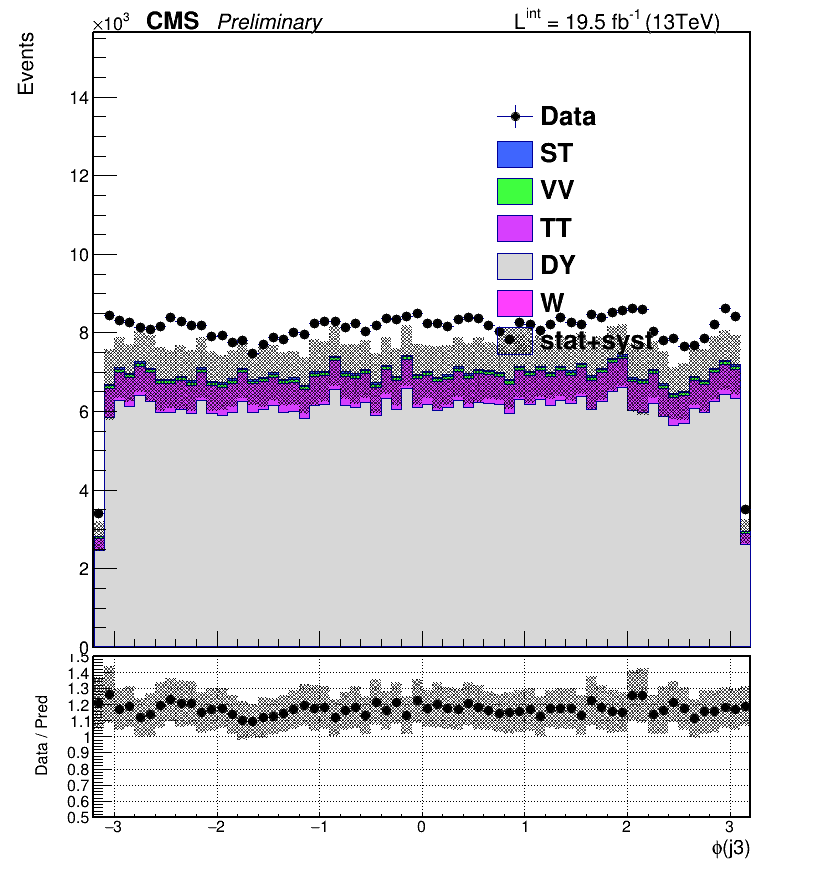 ×10³ CMS Preliminary L^int = 19.5 fb⁻¹ (13TeV)
Events
14
12
10
8
6
4
2
0
Data
ST
VV
TT
DY
W
stat+syst
Data / Pred
1.5
1.4
1.3
1.2
1.1
1
0.9
0.8
0.7
0.6
0.5
−3 −2 −1 0 1 2 3
ϕ(j3)